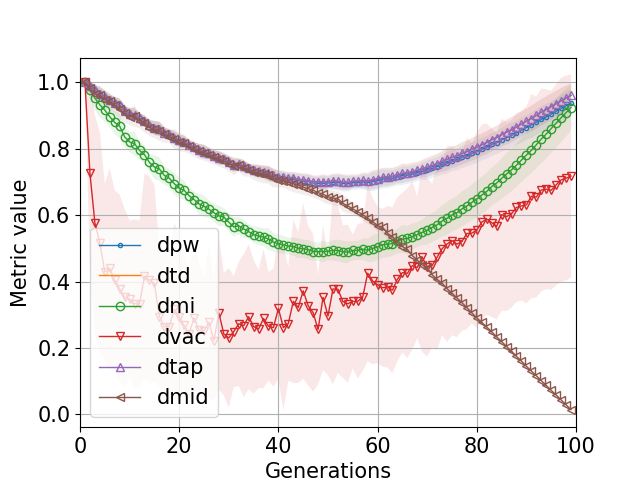 1.0
0.8
0.6
0.4
0.2
0.0
Metric value
dpw
dtd
dmi
dvac
dtap
dmid
0 20 40 60 80 100
Generations